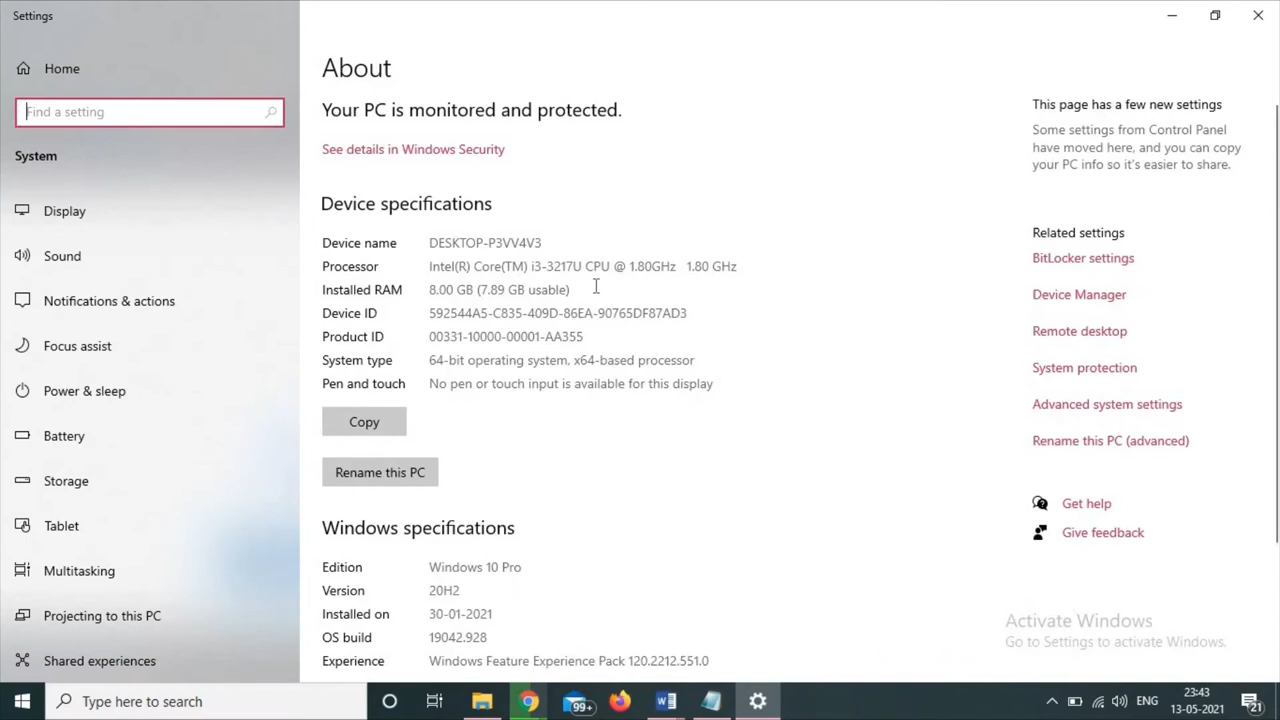 Settings
Home
Find a setting
System
Display
Sound
Notifications & actions
Focus assist
Power & sleep
Battery
Storage
Tablet
Multitasking
Projecting to this PC
Shared experiences
About
Your PC is monitored and protected.
See details in Windows Security
Device specifications
Device name DESKTOP-P3VV4V3
Processor Intel(R) Core(TM) i3-3217U CPU @ 1.80GHz 1.80 GHz
Installed RAM 8.00 GB (7.89 GB usable)
Device ID 592544A5-C835-409D-86EA-90765DF87AD3
Product ID 00331-10000-00001-AA355
System type 64-bit operating system, x64-based processor
Pen and touch No pen or touch input is available for this display
Copy
Rename this PC
Windows specifications
Edition Windows 10 Pro
Version 20H2
Installed on 30-01-2021
OS build 19042.928
Experience Windows Feature Experience Pack 120.2212.551.0
This page has a few new settings
Some settings from Control Panel
have moved here, and you can copy
your PC info so it's easier to share.
Related settings
BitLocker settings
Device Manager
Remote desktop
System protection
Advanced system settings
Rename this PC (advanced)
Get help
Give feedback
Activate Windows
Go to Settings to activate Windows.
Type here to search
99+
W
ENG
23:43
13-05-2021
21